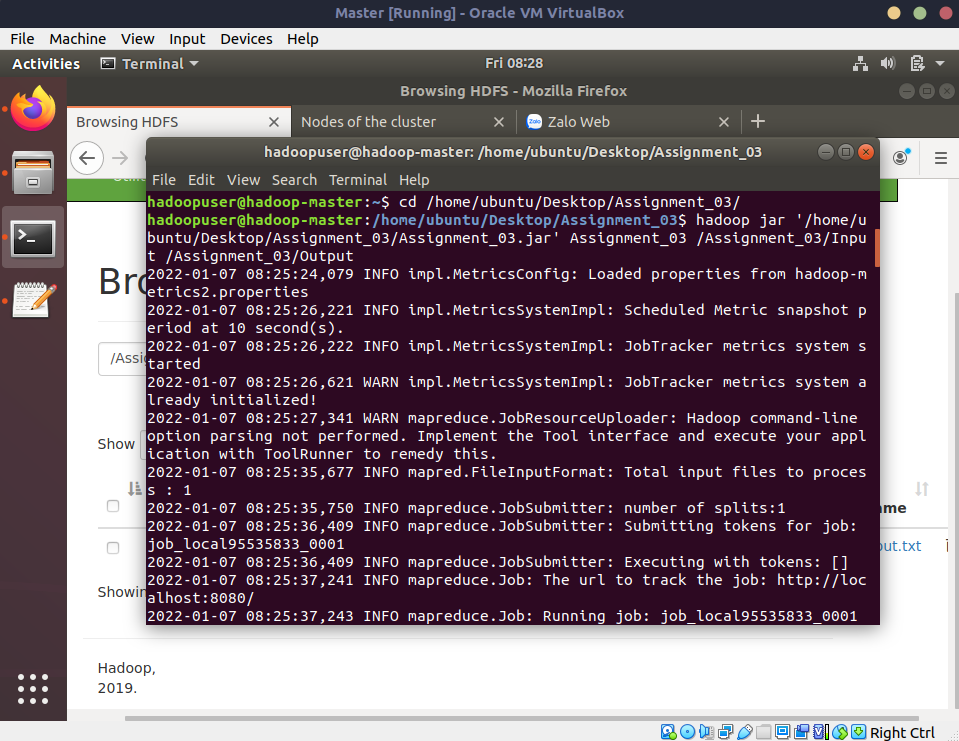 Master [Running] - Oracle VM VirtualBox
File Machine View Input Devices Help
Activities Terminal Fri 08:28
Browsing HDFS - Mozilla Firefox
Browsing HDFS Nodes of the cluster Zalo Web
hadoopuser@hadoop-master: /home/ubuntu/Desktop/Assignment_03
File Edit View Search Terminal Help
hadoopuser@hadoop-master:~$ cd /home/ubuntu/Desktop/Assignment_03/
hadoopuser@hadoop-master:/home/ubuntu/Desktop/Assignment_03$ hadoop jar '/home/u
buntu/Desktop/Assignment_03/Assignment_03.jar' Assignment_03 /Assignment_03/Inpu
t /Assignment_03/Output
2022-01-07 08:25:24,079 INFO impl.MetricsConfig: Loaded properties from hadoop-m
etrics2.properties
2022-01-07 08:25:26,221 INFO impl.MetricsSystemImpl: Scheduled Metric snapshot p
eriod at 10 second(s).
2022-01-07 08:25:26,222 INFO impl.MetricsSystemImpl: JobTracker metrics system s
tarted
2022-01-07 08:25:26,621 WARN impl.MetricsSystemImpl: JobTracker metrics system a
lready initialized!
2022-01-07 08:25:27,341 WARN mapreduce.JobResourceUploader: Hadoop command-line
option parsing not performed. Implement the Tool interface and execute your appl
ication with ToolRunner to remedy this.
2022-01-07 08:25:35,677 INFO mapred.FileInputFormat: Total input files to proces
s : 1
2022-01-07 08:25:35,750 INFO mapreduce.JobSubmitter: number of splits:1
2022-01-07 08:25:36,409 INFO mapreduce.JobSubmitter: Submitting tokens for job:
job_local95535833_0001
2022-01-07 08:25:36,409 INFO mapreduce.JobSubmitter: Executing with tokens: []
2022-01-07 08:25:37,241 INFO mapreduce.Job: The url to track the job: http://loc
alhost:8080/
2022-01-07 08:25:37,243 INFO mapreduce.Job: Running job: job_local95535833_0001
Bro
/Assi
Show
ame
out.txt
Showin
Hadoop,
2019.
Right Ctrl